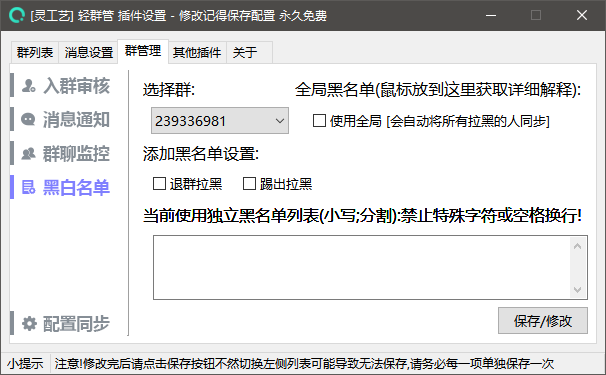 [灵工艺] 轻群管 插件设置 - 修改记得保存配置 永久免费
群列表 消息设置 群管理 其他插件 关于
入群审核
消息通知
群聊监控
黑白名单
配置同步
选择群:
全局黑名单(鼠标放到这里获取详细解释):
239336981
使用全局 [会自动将所有拉黑的人同步]
添加黑名单设置:
退群拉黑 踢出拉黑
当前使用独立黑名单列表(小写;分割):禁止特殊字符或空格换行!
保存/修改
小提示 注意!修改完后请点击保存按钮不然切换左侧列表可能导致无法保存,请务必每一项单独保存一次